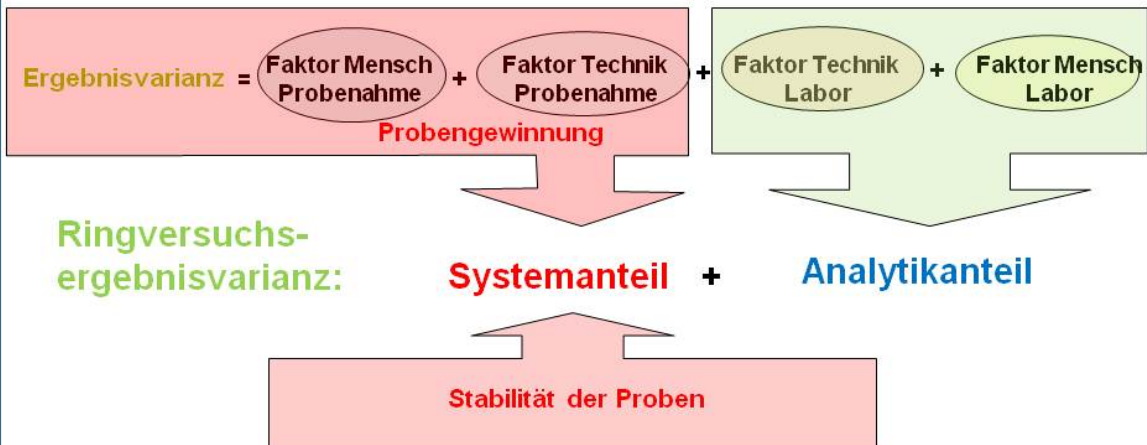 Ergebnisvarianz = Faktor Mensch Probenahme + Faktor Technik Probenahme + Faktor Technik Labor + Faktor Mensch Labor
Probengewinnung
Ringversuchs-
ergebnisvarianz: Systemanteil + Analytikanteil
Stabilität der Proben